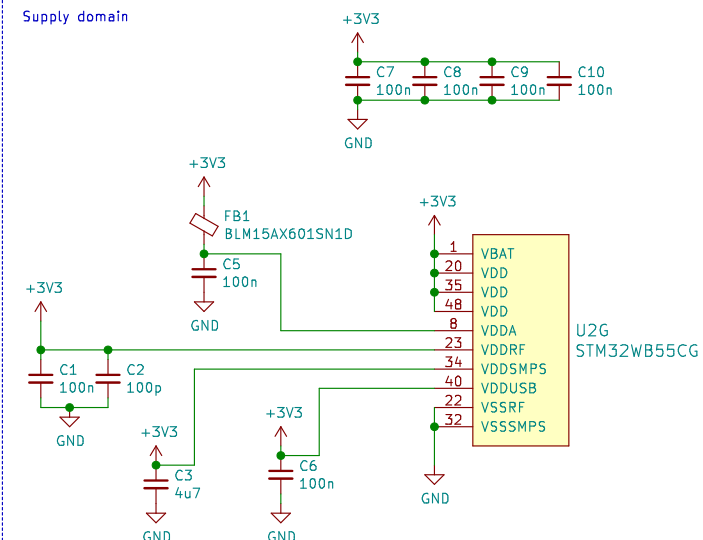 Supply domain
+3V3
C7
100n
C8
100n
C9
100n
C10
100n
GND
+3V3
FB1
BLM15AX601SN1D
C5
100n
GND
+3V3
1 VBAT
20 VDD
35 VDD
48 VDD
8 VDDA
23 VDDRF
34 VDDSMPS
40 VDDUSB
22 VSSRF
32 VSSSMPS
U2G
STM32WB55CG
GND
+3V3
C1
100n
C2
100p
GND
+3V3
C3
4u7
GND
+3V3
C6
100n
GND